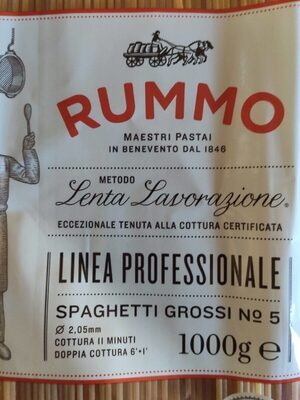 RUMMO
MAESTRI PASTAI
IN BENEVENTO DAL 1846
METODO
Lenta Lavorazione®
ECCEZIONALE TENUTA ALLA COTTURA CERTIFICATA
LINEA PROFESSIONALE
SPAGHETTI GROSSI No 5
Ø 2,05mm
COTTURA 11 MINUTI
DOPPIA COTTURA 6'+1'
1000g ℮